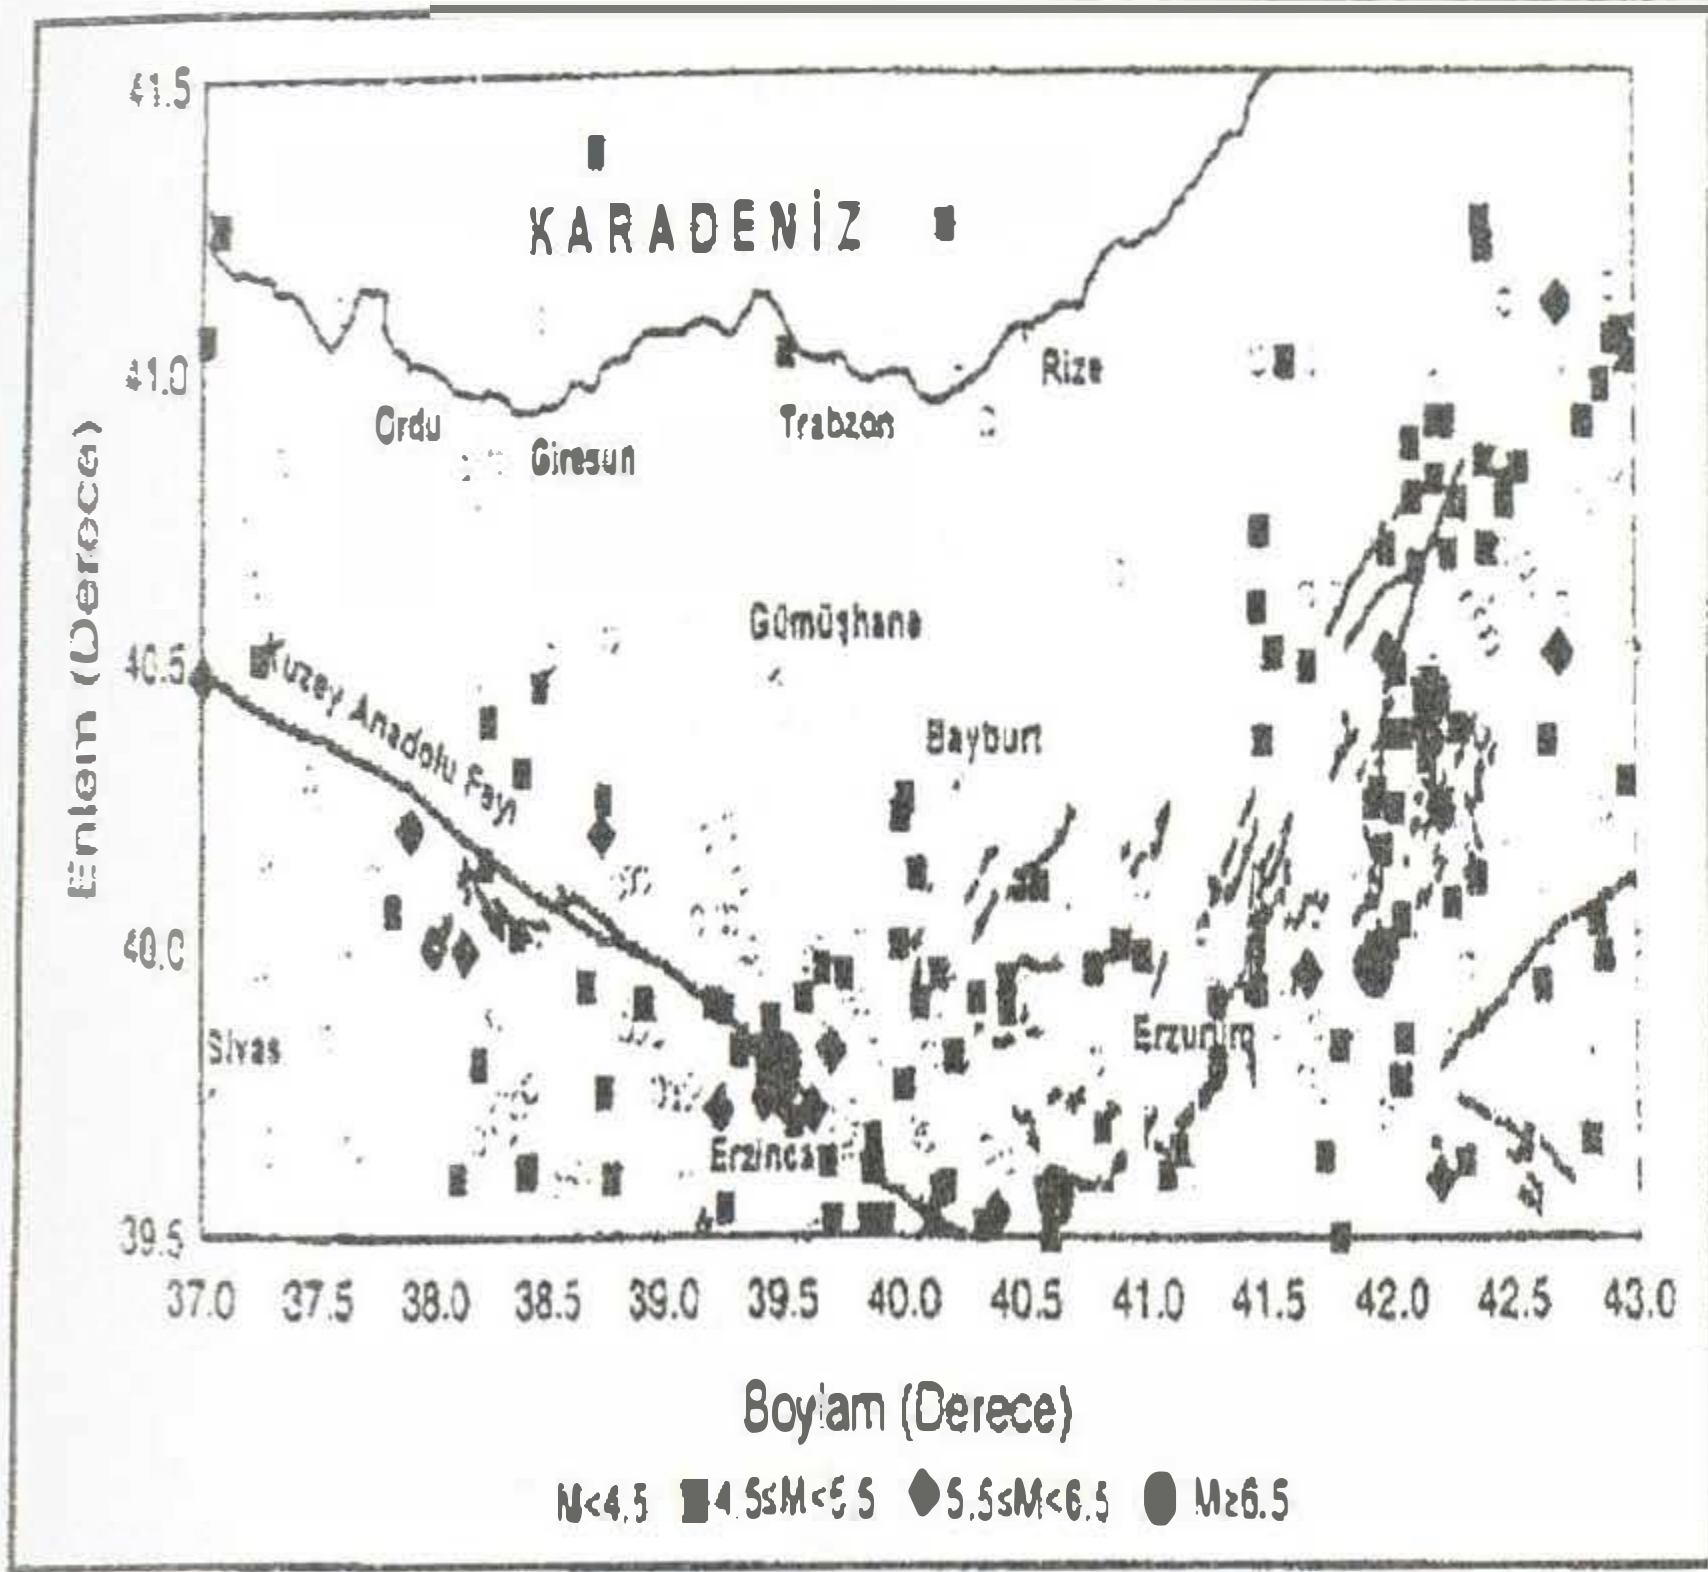 41.5
KARADENİZ
41.0
Rize
Ordu
Trabzon
Giresun
Enlem (Derece)
Gümüşhane
40.5
Kuzey Anadolu Fayı
Bayburt
40.0
Sivas
Erzurum
Erzincan
39.5
37.0 37.5 38.0 38.5 39.0 39.5 40.0 40.5 41.0 41.5 42.0 42.5 43.0
Boylam (Derece)
M<4.5 4.5≤M<5.5 5.5≤M<6.5 M≥6.5